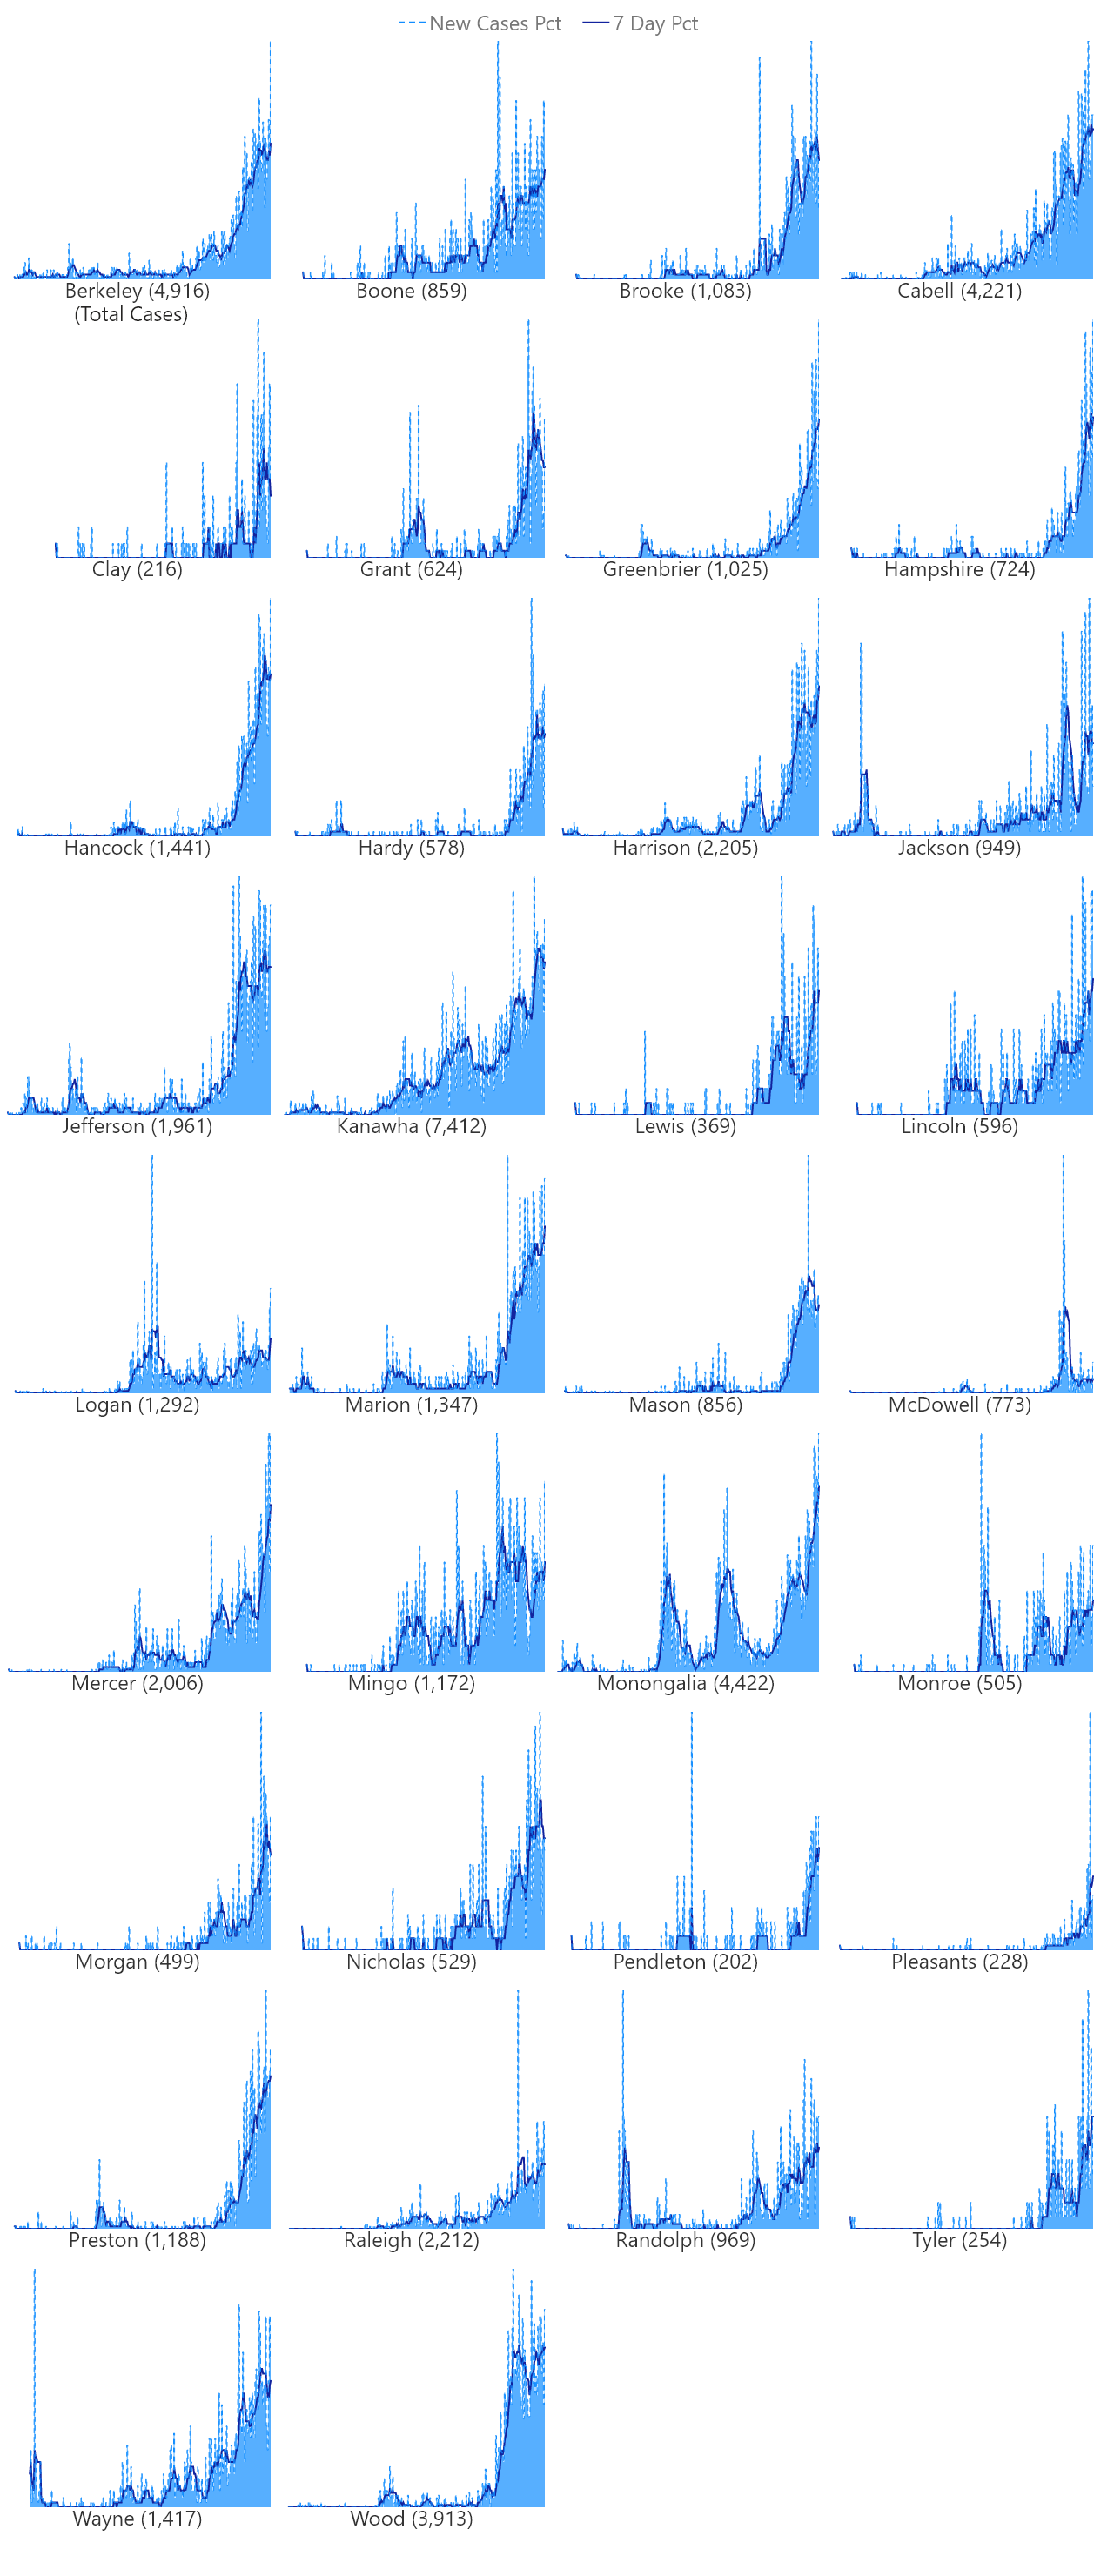 New Cases Pct 7 Day Pct
Berkeley (4,916) Boone (859) Brooke (1,083) Cabell (4,221)
(Total Cases)
Clay (216) Grant (624) Greenbrier (1,025) Hampshire (724)
Hancock (1,441) Hardy (578) Harrison (2,205) Jackson (949)
Jefferson (1,961) Kanawha (7,412) Lewis (369) Lincoln (596)
Logan (1,292) Marion (1,347) Mason (856) McDowell (773)
Mercer (2,006) Mingo (1,172) Monongalia (4,422) Monroe (505)
Morgan (499) Nicholas (529) Pendleton (202) Pleasants (228)
Preston (1,188) Raleigh (2,212) Randolph (969) Tyler (254)
Wayne (1,417) Wood (3,913)